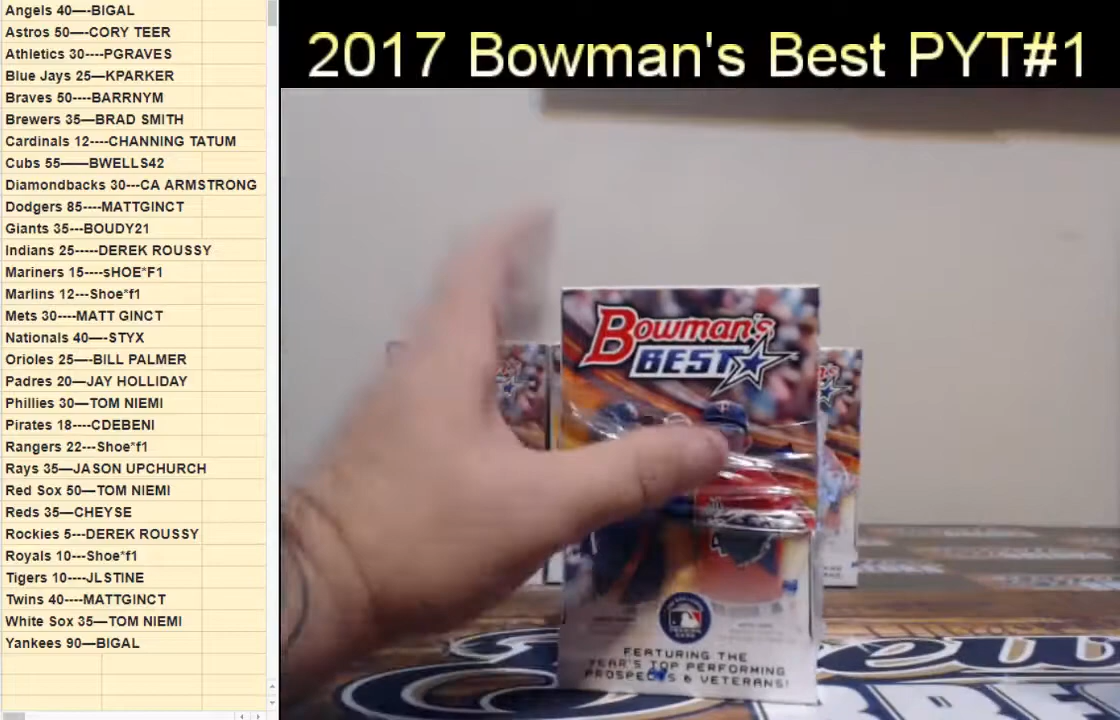 Angels 40—-BIGAL
Astros 50—-CORY TEER
Athletics 30----PGRAVES
Blue Jays 25—KPARKER
Braves 50----BARRNYM
Brewers 35—BRAD SMITH
Cardinals 12----CHANNING TATUM
Cubs 55——BWELLS42
Diamondbacks 30---CA ARMSTRONG
Dodgers 85----MATTGINCT
Giants 35---BOUDY21
Indians 25-----DEREK ROUSSY
Mariners 15----sHOE*F1
Marlins 12---Shoe*f1
Mets 30----MATT GINCT
Nationals 40—-STYX
Orioles 25—-BILL PALMER
Padres 20—JAY HOLLIDAY
Phillies 30—TOM NIEMI
Pirates 18----CDEBENI
Rangers 22---Shoe*f1
Rays 35—JASON UPCHURCH
Red Sox 50—TOM NIEMI
Reds 35—CHEYSE
Rockies 5---DEREK ROUSSY
Royals 10---Shoe*f1
Tigers 10----JLSTINE
Twins 40----MATTGINCT
White Sox 35—TOM NIEMI
Yankees 90—BIGAL
2017 Bowman's Best PYT#1
Bowman's
BEST
FEATURING THE
YEAR'S TOP PERFORMING
PROSPECTS & VETERANS!